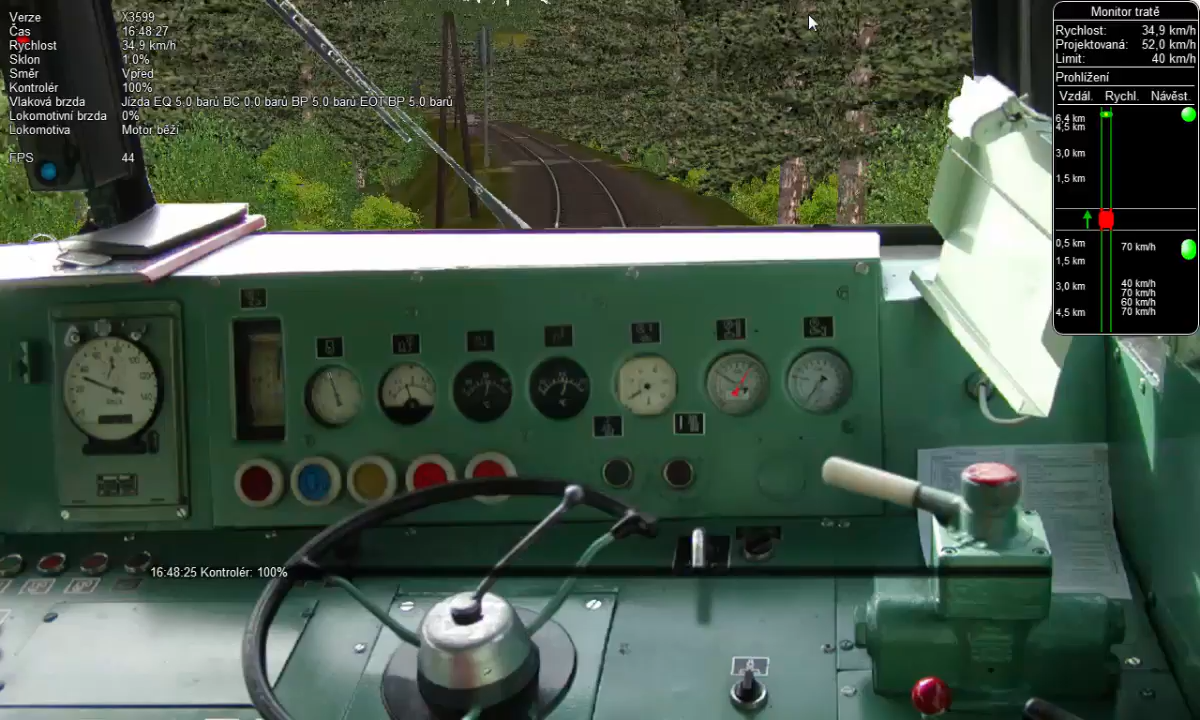 Verze X3599
Čas 16:48:27
Rychlost 34,9 km/h
Sklon 1,0%
Směr Vpřed
Kontrolér 100%
Vlaková brzda Jízda EQ 5,0 barů BC 0,0 barů BP 5,0 barů EOT BP 5,0 barů
Lokomotivní brzda 0%
Lokomotiva Motor běží
FPS 44
Monitor tratě
Rychlost: 34,9 km/h
Projektovaná: 52,0 km/h
Limit: 40 km/h
Prohlížení
Vzdál. Rychl. Návěst.
6,4 km
4,5 km
3,0 km
1,5 km
0,5 km 70 km/h
1,5 km
3,0 km 40 km/h
70 km/h
60 km/h
4,5 km 70 km/h
16:48:25 Kontrolér: 100%